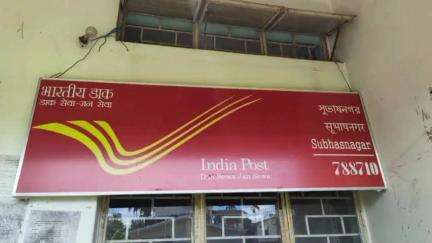 भारतीय डाक
डाक सेवा-जन सेवा
India Post
Dak Sewa Jan Sewa
সুভাষনগর
सुभाषनगर
Subhasnagar
788710